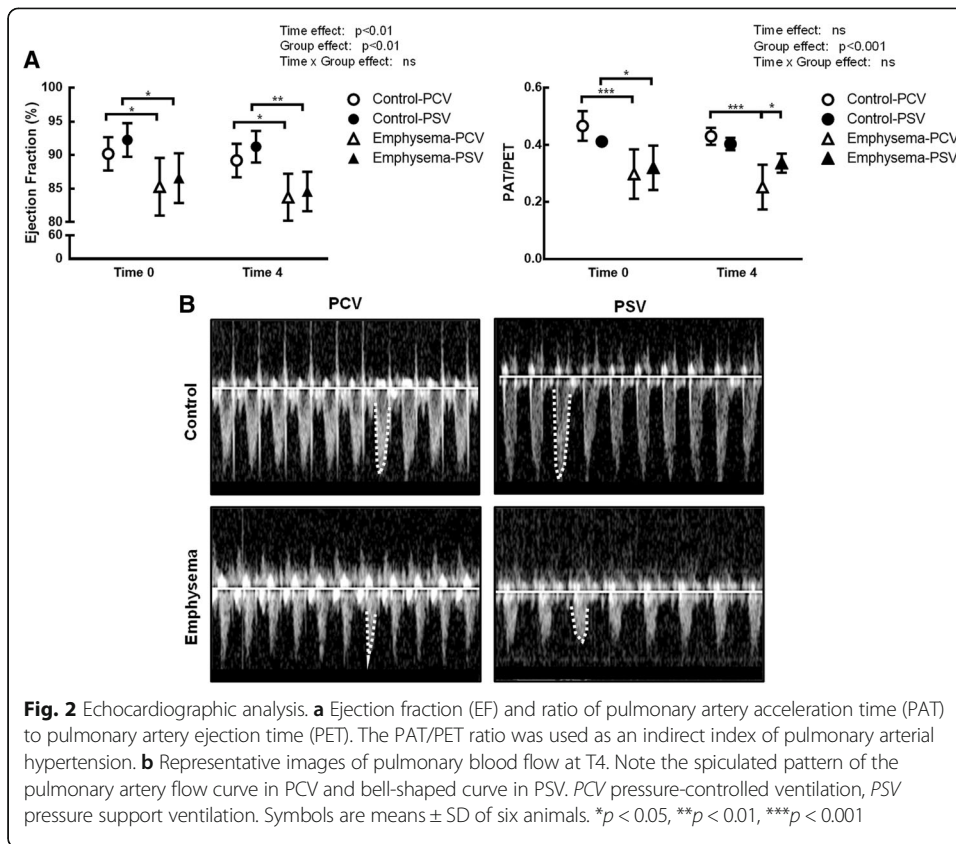 Time effect: p<0.01
Group effect: p<0.01
Time x Group effect: ns
A
Ejection Fraction (%)
100
95
90
85
80
60
0
*
*
**
*
Time 0
Time 4
Control-PCV
Control-PSV
Emphysema-PCV
Emphysema-PSV
Time effect: ns
Group effect: p<0.001
Time x Group effect: ns
PAT/PET
0.6
0.4
0.2
0.0
*
***
***
*
Time 0
Time 4
Control-PCV
Control-PSV
Emphysema-PCV
Emphysema-PSV
B
PCV
PSV
Control
Emphysema
Fig. 2 Echocardiographic analysis. a Ejection fraction (EF) and ratio of pulmonary artery acceleration time (PAT)
to pulmonary artery ejection time (PET). The PAT/PET ratio was used as an indirect index of pulmonary arterial
hypertension. b Representative images of pulmonary blood flow at T4. Note the spiculated pattern of the
pulmonary artery flow curve in PCV and bell-shaped curve in PSV. PCV pressure-controlled ventilation, PSV
pressure support ventilation. Symbols are means ± SD of six animals. *p < 0.05, **p < 0.01, ***p < 0.001